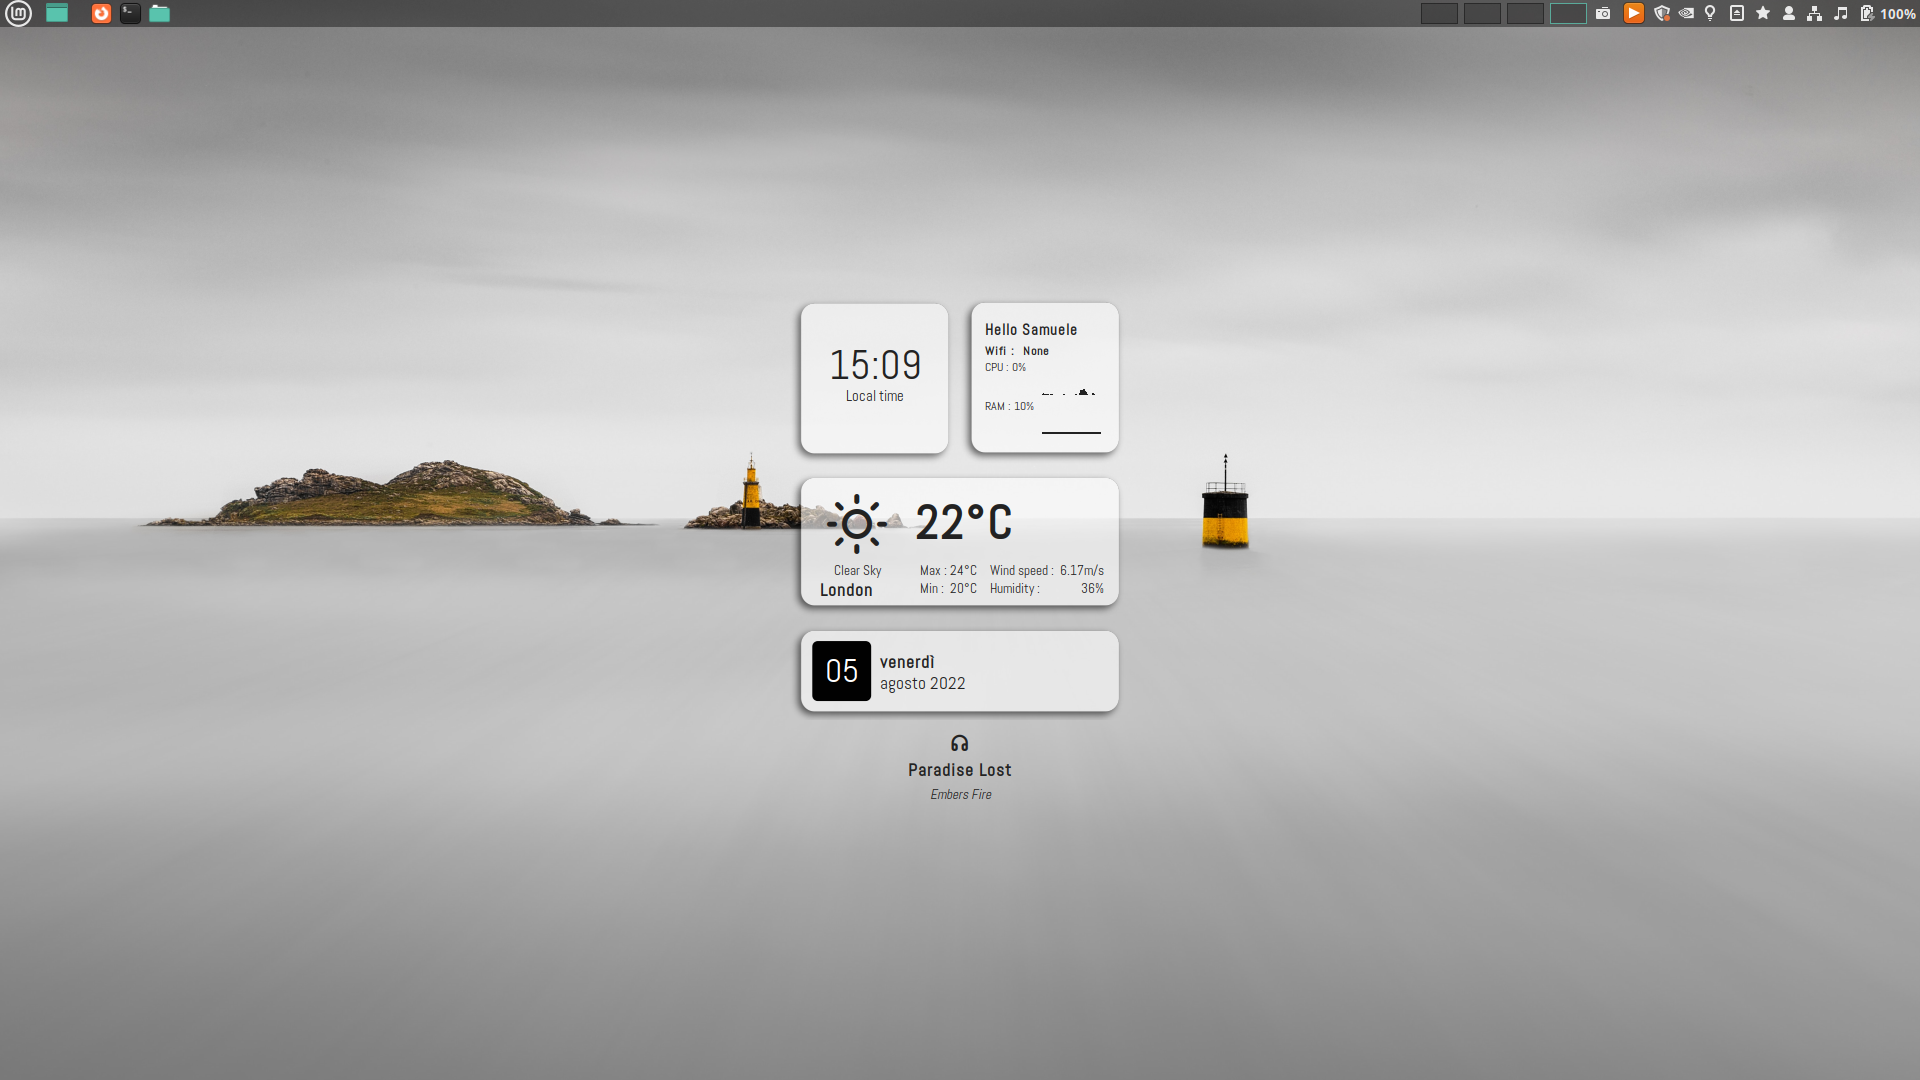 100%
15:09
Local time
Hello Samuele
Wifi : None
CPU : 0%
RAM : 10%
22°C
Clear Sky
London
Max : 24°C Wind speed : 6.17m/s
Min : 20°C Humidity : 36%
05
venerdì
agosto 2022
Paradise Lost
Embers Fire